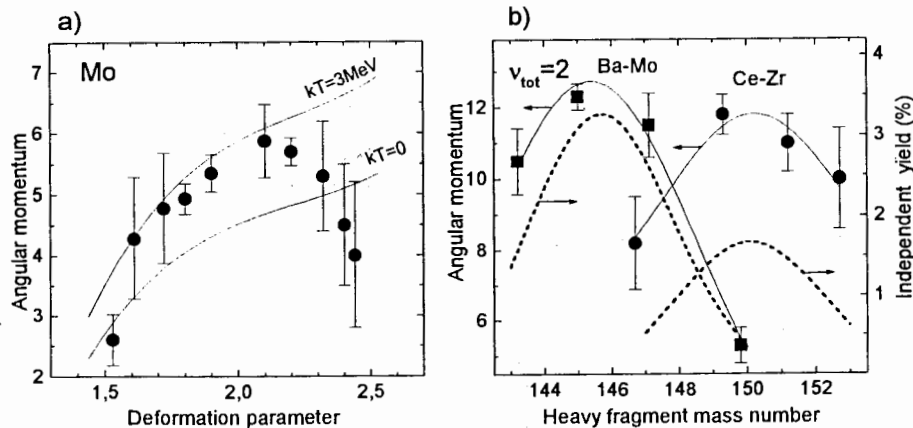 a)
Mo
kT=3MeV
kT=0
Angular momentum
7
6
5
4
3
2
1,5
2,0
2,5
Deformation parameter
b)
νtot=2
Ba-Mo
Ce-Zr
Angular momentum
12
10
8
6
144
146
148
150
152
Heavy fragment mass number
4
3
2
1
Independent yield (%)